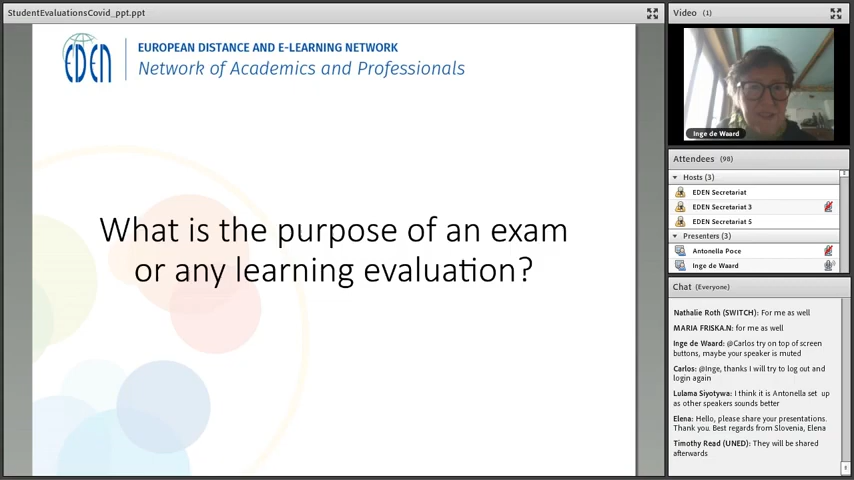 StudentEvaluationsCovid_ppt.ppt
EDEN
EUROPEAN DISTANCE AND E-LEARNING NETWORK
Network of Academics and Professionals
What is the purpose of an exam
or any learning evaluation?
Video (1)
Inge de Waard
Attendees (98)
Hosts (3)
EDEN Secretariat
EDEN Secretariat 3
EDEN Secretariat 5
Presenters (3)
Antonella Poce
Inge de Waard
Chat (Everyone)
Nathalie Roth (SWITCH): For me as well
MARIA FRISKA.N: for me as well
Inge de Waard: @Carlos try on top of screen
buttons, maybe your speaker is muted
Carlos: @Inge, thanks I will try to log out and
login again
Lulama Siyotywa: I think it is Antonella set up
as other speakers sounds better
Elena: Hello, please share your presentations.
Thank you. Best regards from Slovenia, Elena
Timothy Read (UNED): They will be shared
afterwards